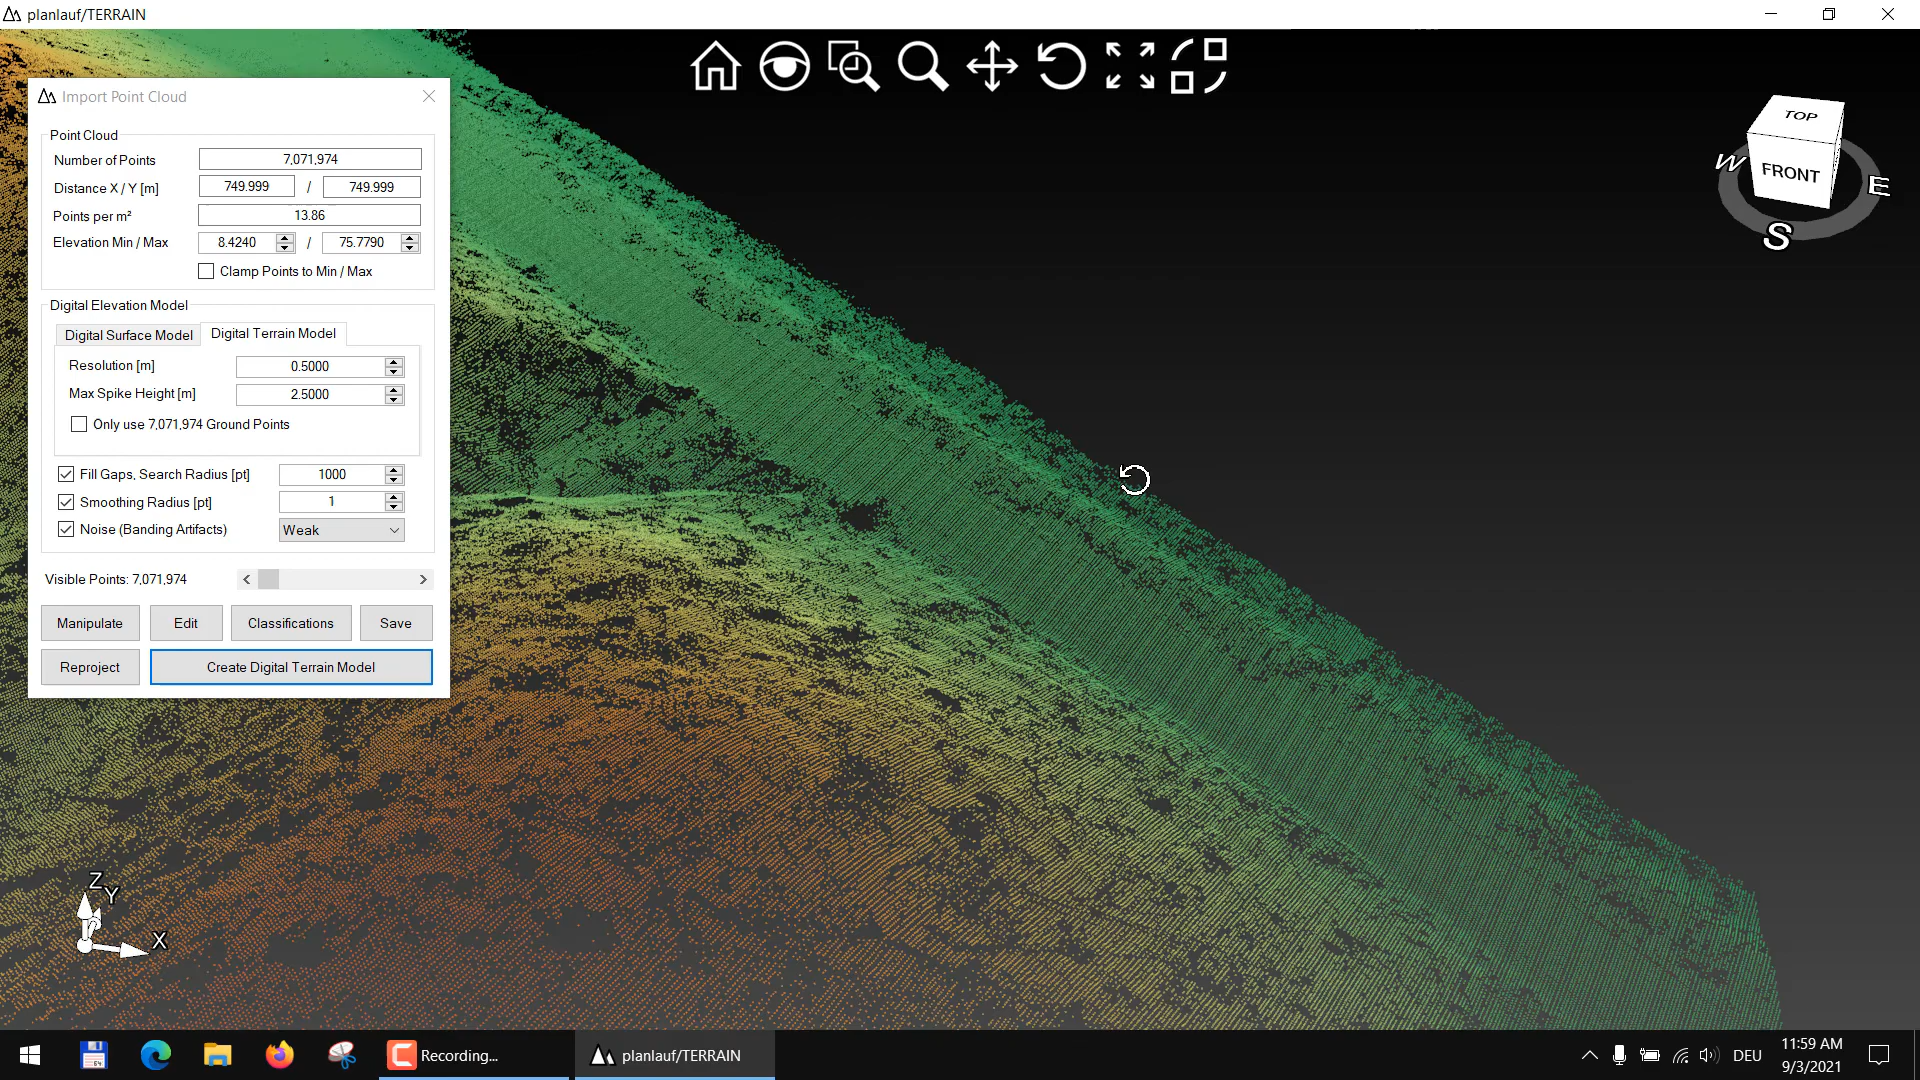 planlauf/TERRAIN
Import Point Cloud
Point Cloud
Number of Points 7,071,974
Distance X / Y [m] 749.999 / 749.999
Points per m² 13.86
Elevation Min / Max 8.4240 / 75.7790
Clamp Points to Min / Max
Digital Elevation Model
Digital Surface Model Digital Terrain Model
Resolution [m] 0.5000
Max Spike Height [m] 2.5000
Only use 7,071,974 Ground Points
Fill Gaps, Search Radius [pt] 1000
Smoothing Radius [pt] 1
Noise (Banding Artifacts) Weak
Visible Points: 7,071,974
Manipulate Edit Classifications Save
Reproject Create Digital Terrain Model
TOP
FRONT
W
E
S
Z
Y
X
64
Recording...
planlauf/TERRAIN
DEU
11:59 AM
9/3/2021